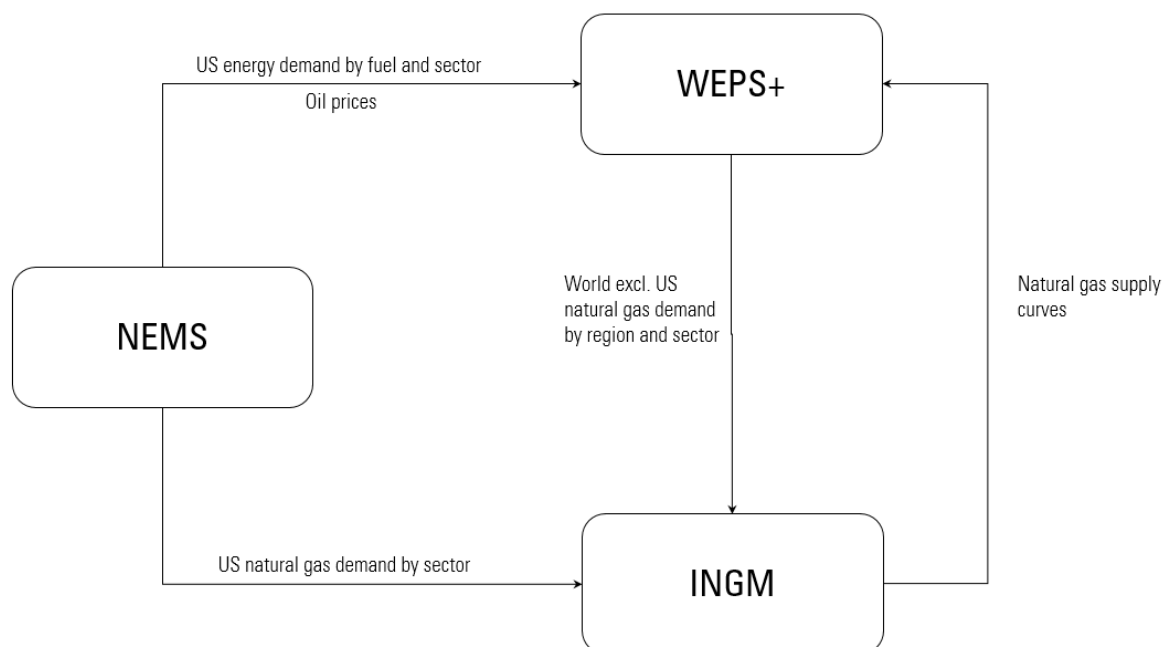 US energy demand by fuel and sector
Oil prices
WEPS+
World excl. US
natural gas demand
by region and sector
Natural gas supply
curves
NEMS
US natural gas demand by sector
INGM